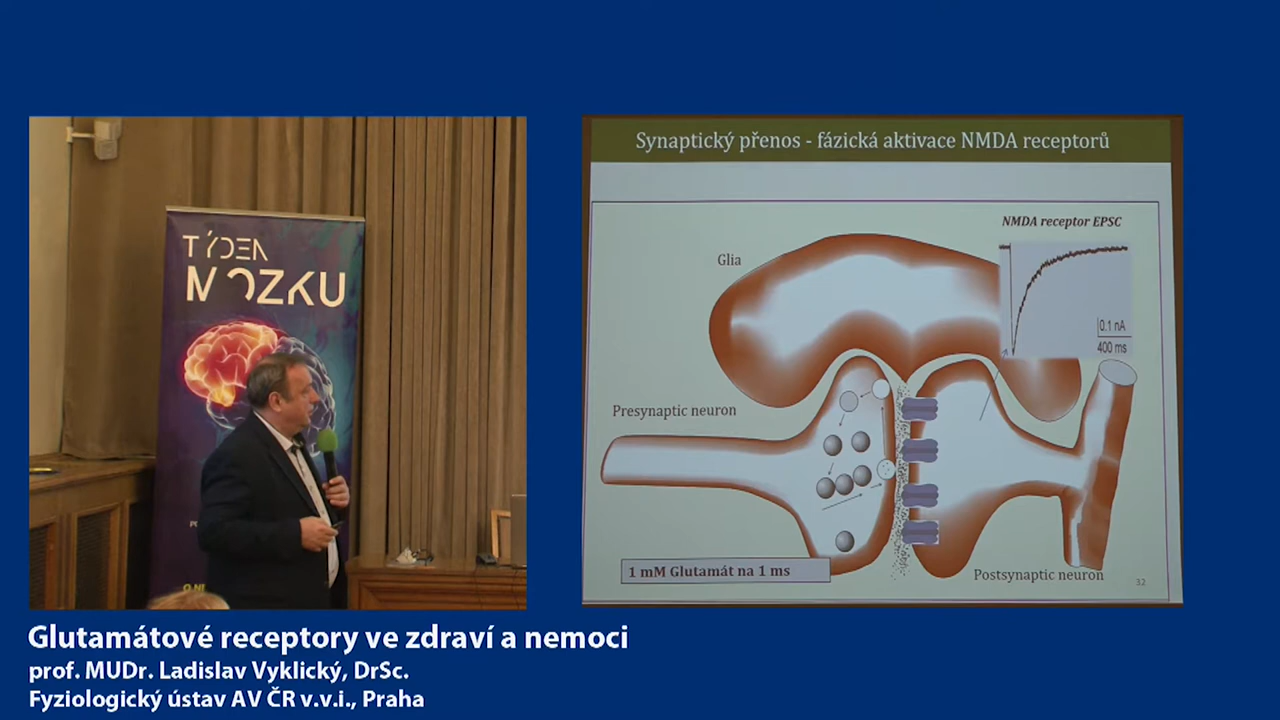 TÝDEN
MOZKU
Synaptický přenos - fázická aktivace NMDA receptorů
NMDA receptor EPSC
Glia
0.1 nA
400 ms
Presynaptic neuron
1 mM Glutamát na 1 ms
Postsynaptic neuron
32
Glutamátové receptory ve zdraví a nemoci
prof. MUDr. Ladislav Vyklický, DrSc.
Fyziologický ústav AV ČR v.v.i., Praha